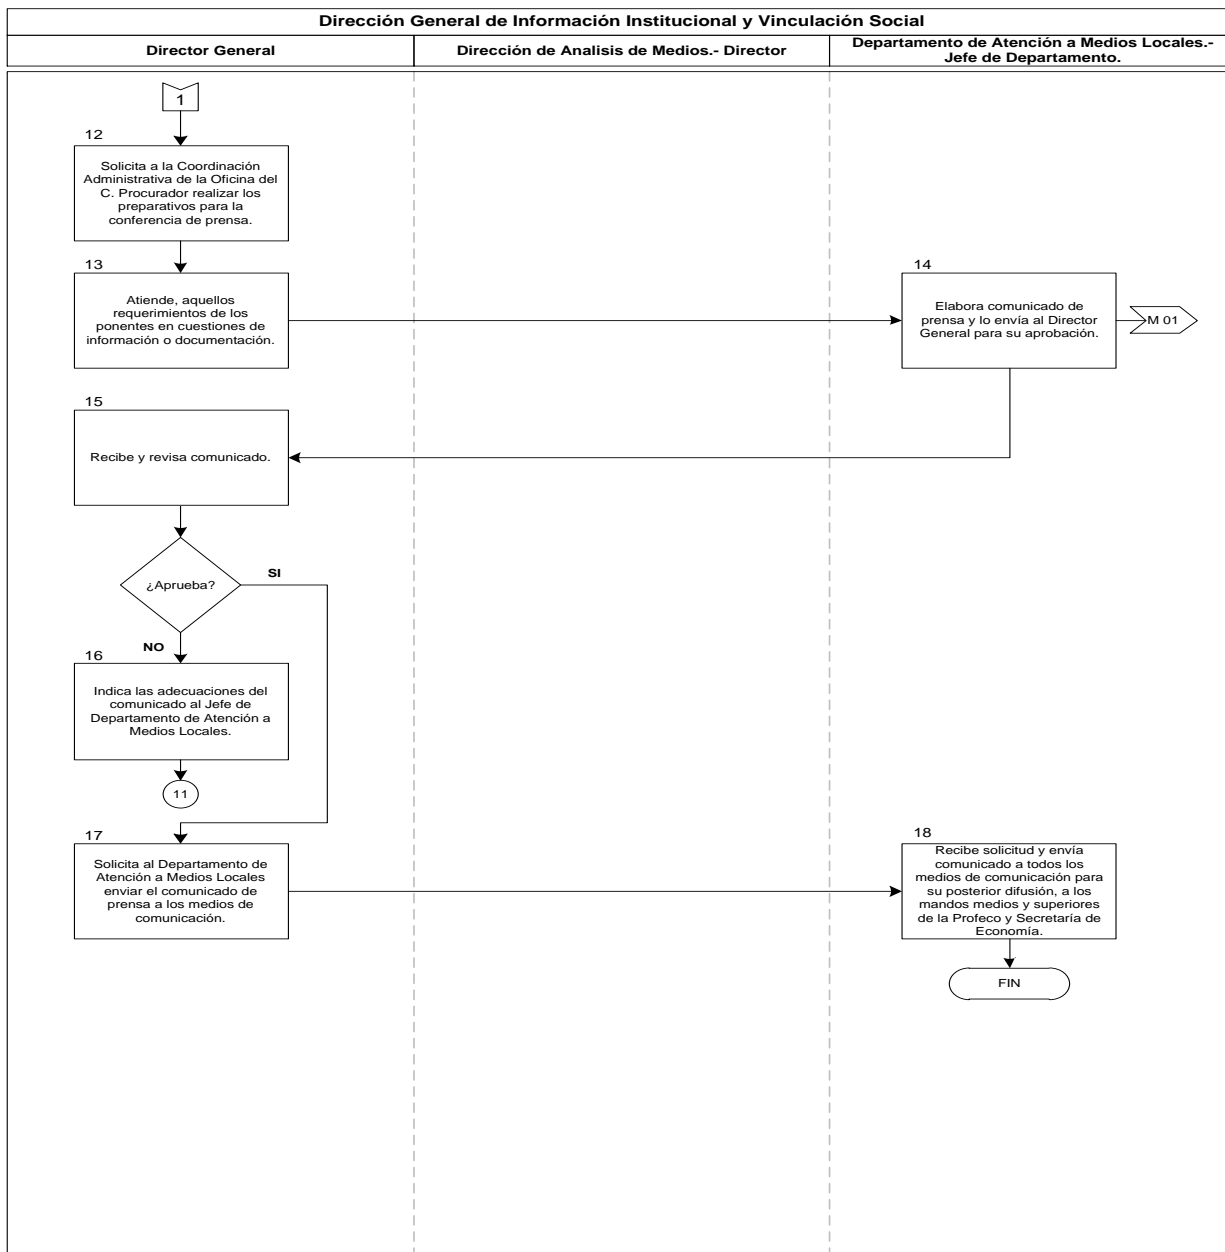 Dirección General de Información Institucional y Vinculación Social
Director General
Dirección de Analisis de Medios.- Director
Departamento de Atención a Medios Locales.-
Jefe de Departamento.
1
12
Solicita a la Coordinación
Administrativa de la Oficina del
C. Procurador realizar los
preparativos para la
conferencia de prensa.
13
Atiende, aquellos
requerimientos de los
ponentes en cuestiones de
información o documentación.
14
Elabora comunicado de
prensa y lo envía al Director
General para su aprobación.
M 01
15
Recibe y revisa comunicado.
¿Aprueba?
SI
NO
16
Indica las adecuaciones del
comunicado al Jefe de
Departamento de Atención a
Medios Locales.
11
17
Solicita al Departamento de
Atención a Medios Locales
enviar el comunicado de
prensa a los medios de
comunicación.
18
Recibe solicitud y envía
comunicado a todos los
medios de comunicación para
su posterior difusión, a los
mandos medios y superiores
de la Profeco y Secretaría de
Economía.
FIN